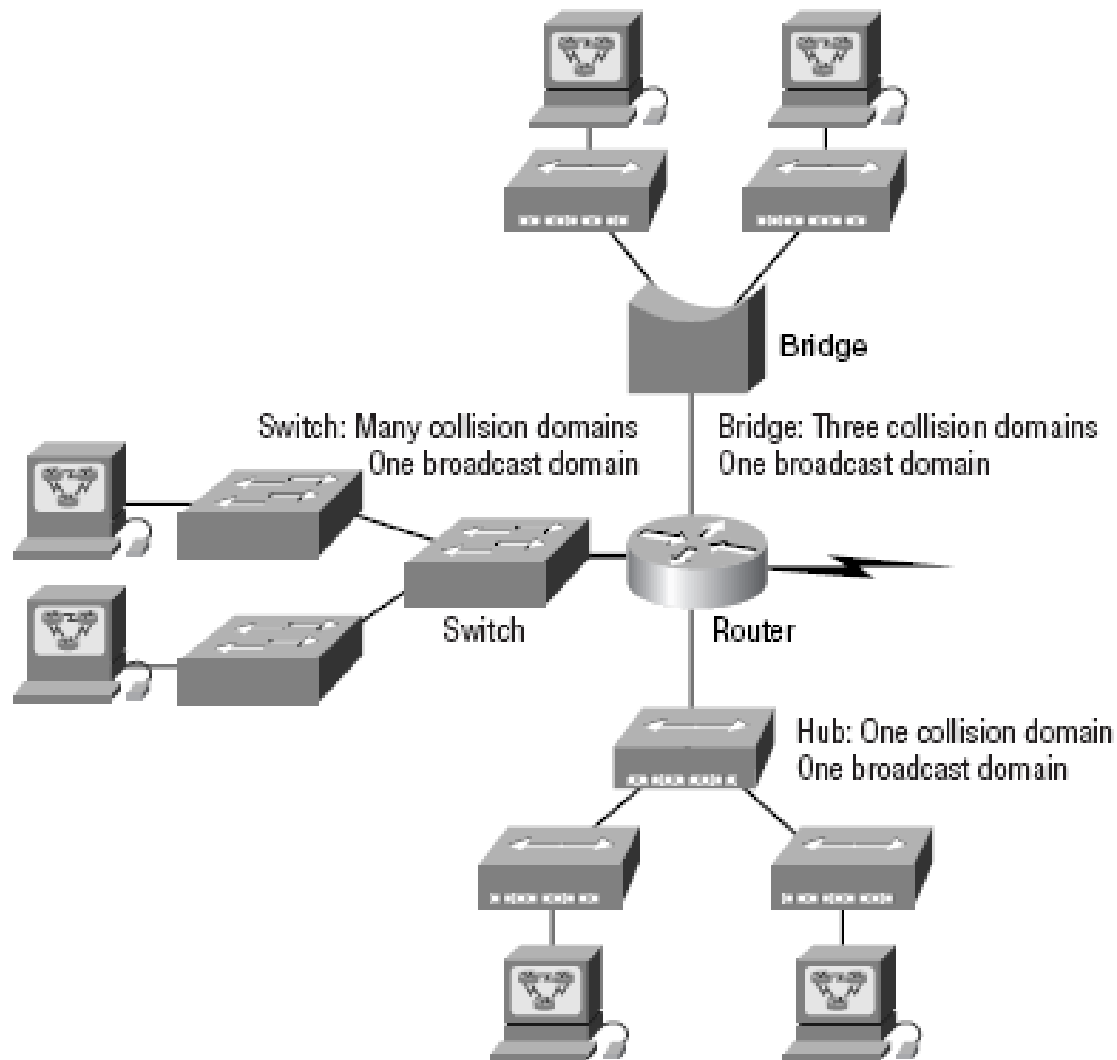 Bridge
Switch: Many collision domains
One broadcast domain
Bridge: Three collision domains
One broadcast domain
Switch
Router
Hub: One collision domain
One broadcast domain